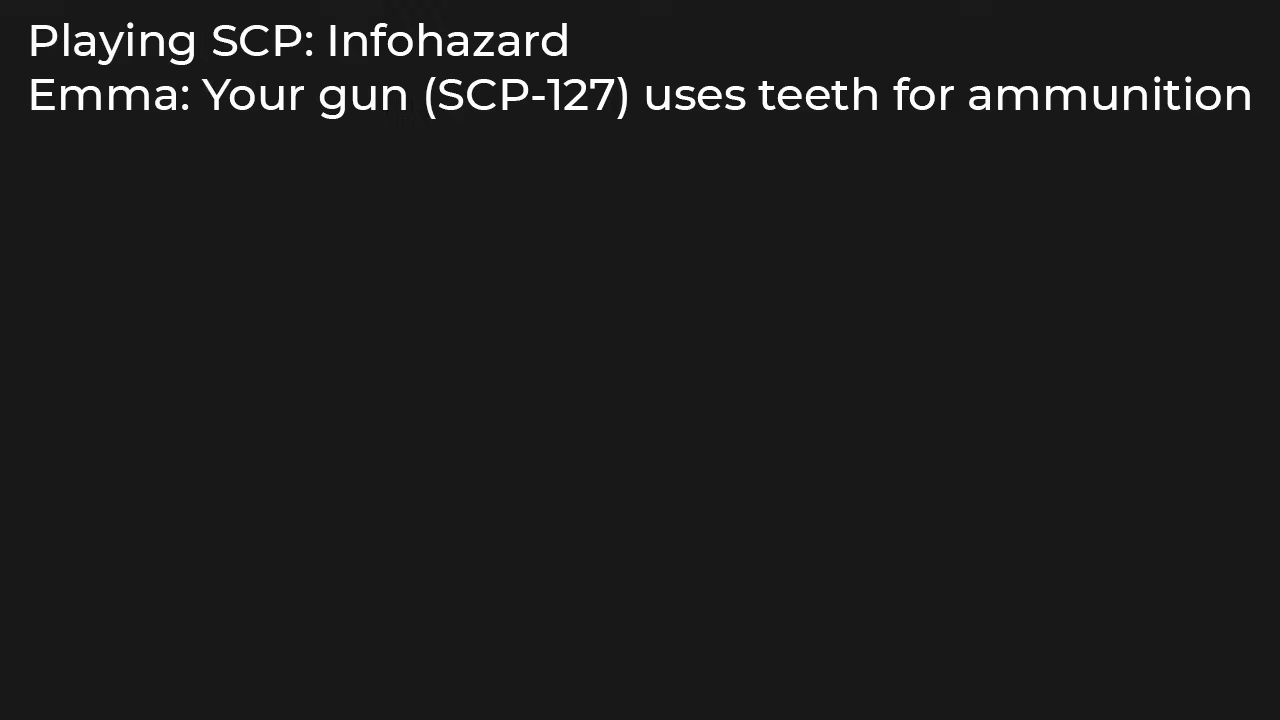 Playing SCP: Infohazard
Emma: Your gun (SCP-127) uses teeth for ammunition